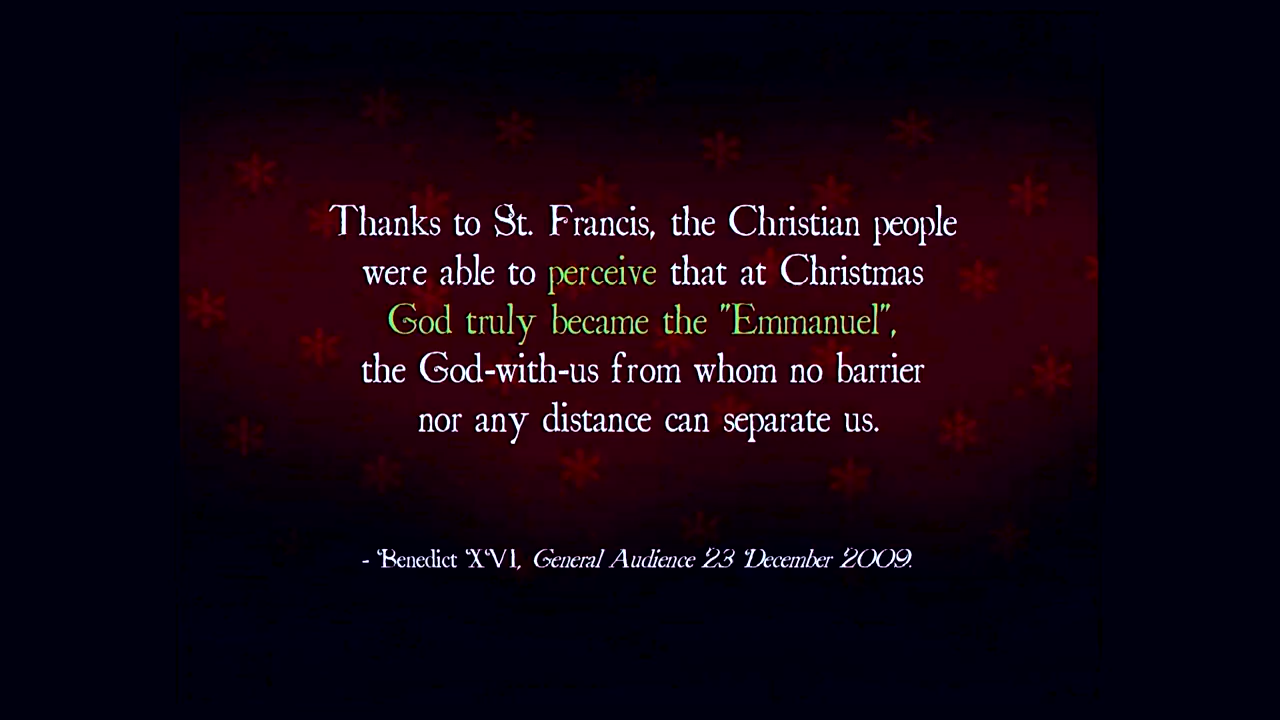 Thanks to St. Francis, the Christian people
were able to perceive that at Christmas
God truly became the "Emmanuel",
the God-with-us from whom no barrier
nor any distance can separate us.
- Benedict XVI, General Audience 23 December 2009.